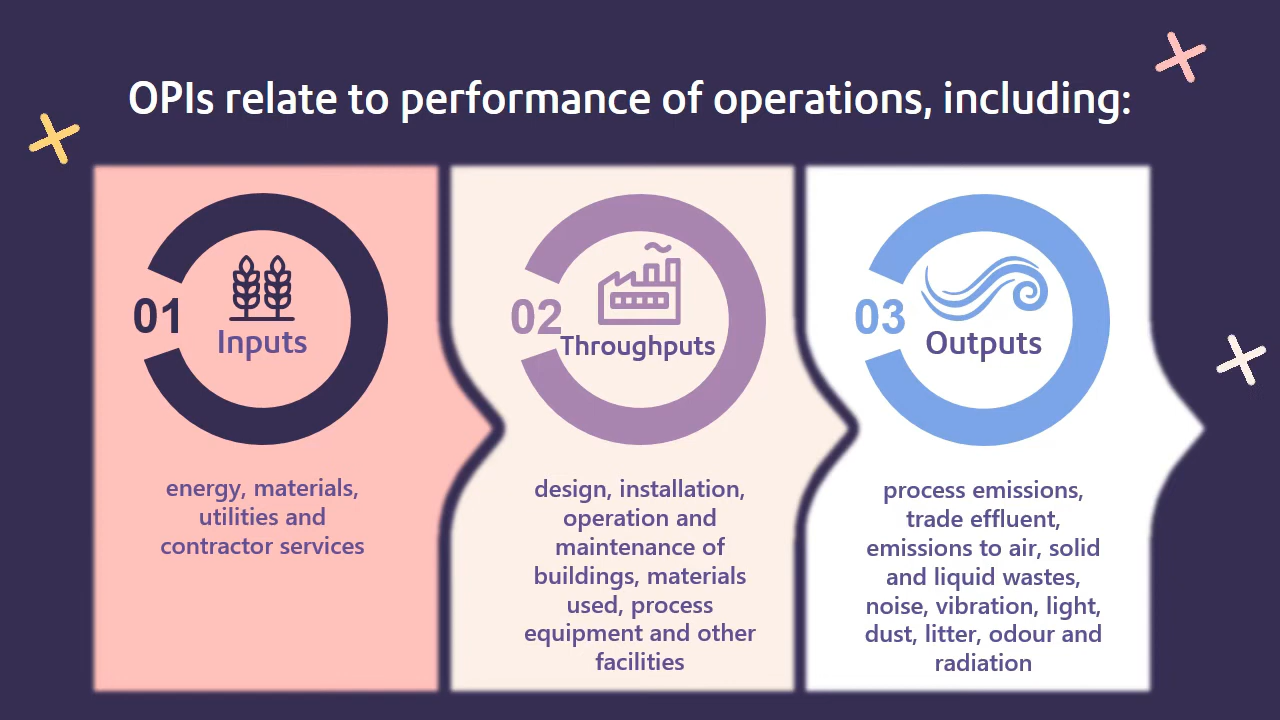 OPIs relate to performance of operations, including:
01
Inputs
energy, materials,
utilities and
contractor services
02
Throughputs
design, installation,
operation and
maintenance of
buildings, materials
used, process
equipment and other
facilities
03
Outputs
process emissions,
trade effluent,
emissions to air, solid
and liquid wastes,
noise, vibration, light,
dust, litter, odour and
radiation